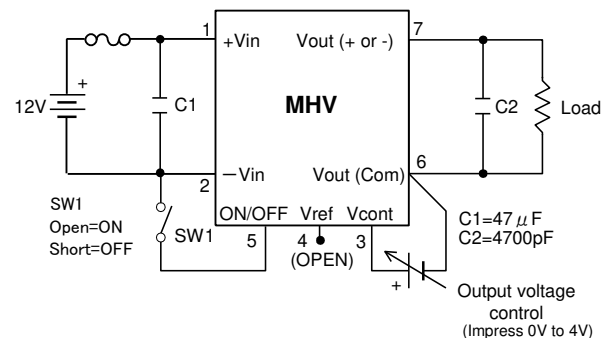 1
+Vin
Vout (+ or -)
7
+
12V
C1
MHV
C2
Load
2
−Vin
Vout (Com)
6
SW1
Open=ON
Short=OFF
SW1
ON/OFF
Vref
Vcont
5
4
3
(OPEN)
C1=47μF
C2=4700pF
+
Output voltage
control
(Impress 0V to 4V)